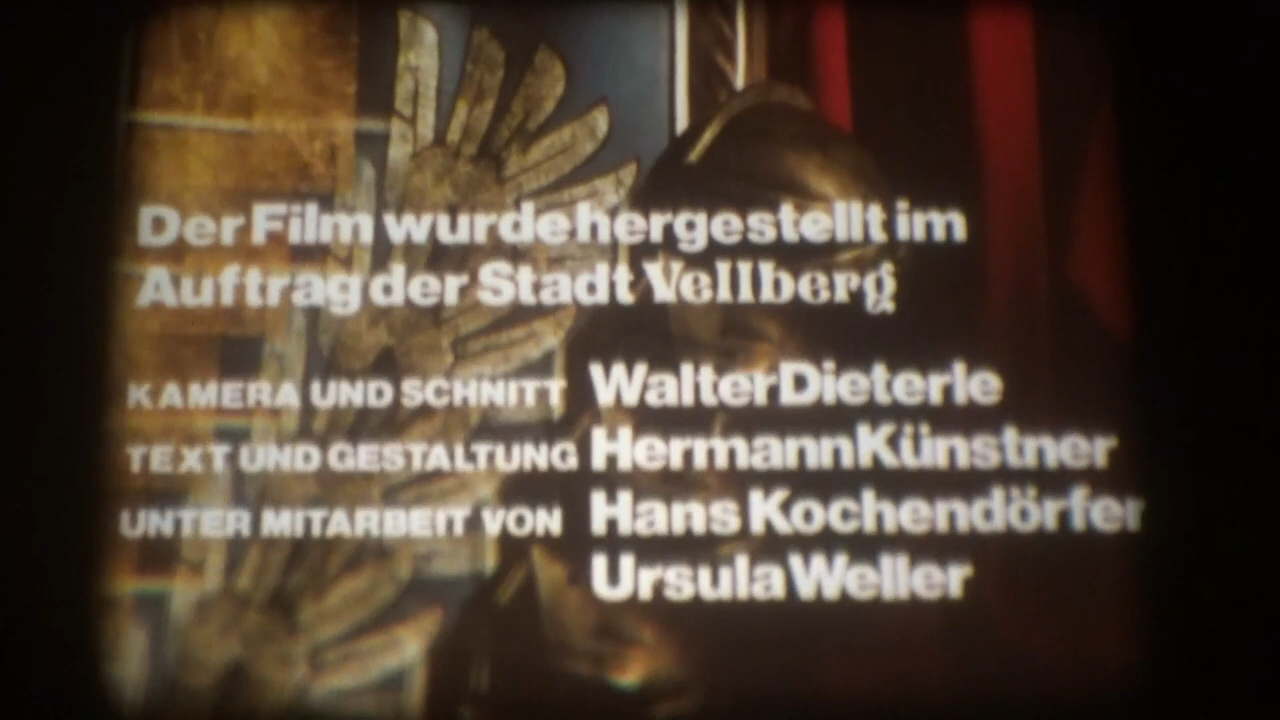 Der Film wurde hergestellt im
Auftrag der Stadt Vellberg
KAMERA UND SCHNITT Walter Dieterle
TEXT UND GESTALTUNG Hermann Künstner
UNTER MITARBEIT VON Hans Kochendörfer
Ursula Weller